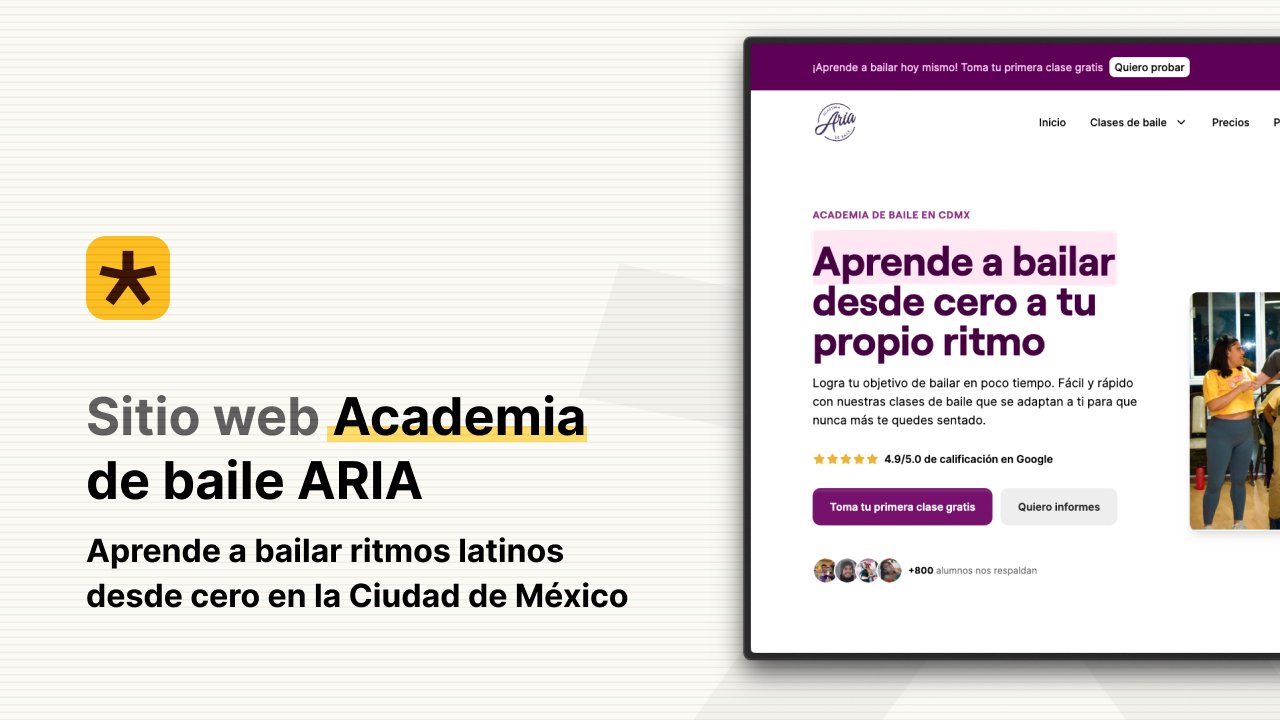 Sitio web Academia
de baile ARIA
Aprende a bailar ritmos latinos
desde cero en la Ciudad de México
¡Aprende a bailar hoy mismo! Toma tu primera clase gratis Quiero probar
ACADEMIA
Aria
DE BAILE
Inicio Clases de baile Precios P
ACADEMIA DE BAILE EN CDMX
Aprende a bailar
desde cero a tu
propio ritmo
Logra tu objetivo de bailar en poco tiempo. Fácil y rápido
con nuestras clases de baile que se adaptan a ti para que
nunca más te quedes sentado.
4.9/5.0 de calificación en Google
Toma tu primera clase gratis Quiero informes
+800 alumnos nos respaldan